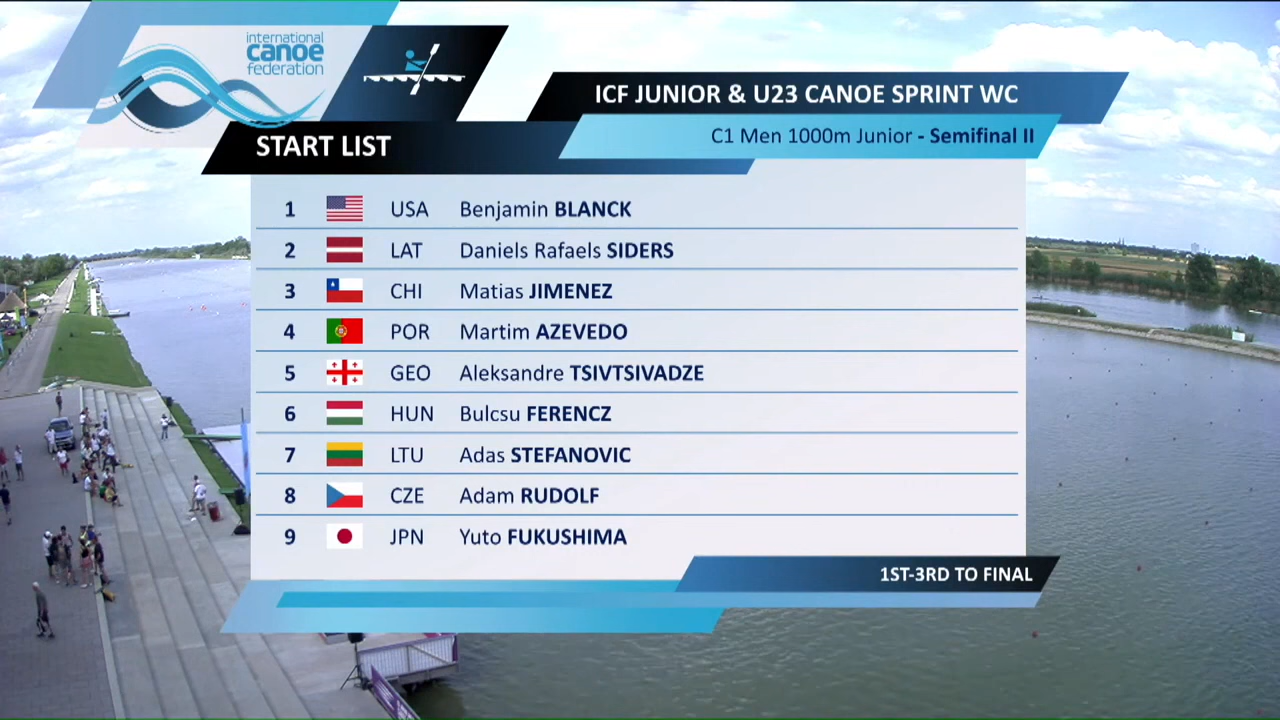 international
canoe
federation
ICF JUNIOR & U23 CANOE SPRINT WC
C1 Men 1000m Junior - Semifinal II
START LIST
1 USA Benjamin BLANCK
2 LAT Daniels Rafaels SIDERS
3 CHI Matias JIMENEZ
4 POR Martim AZEVEDO
5 GEO Aleksandre TSIVTSIVADZE
6 HUN Bulcsu FERENCZ
7 LTU Adas STEFANOVIC
8 CZE Adam RUDOLF
9 JPN Yuto FUKUSHIMA
1ST-3RD TO FINAL